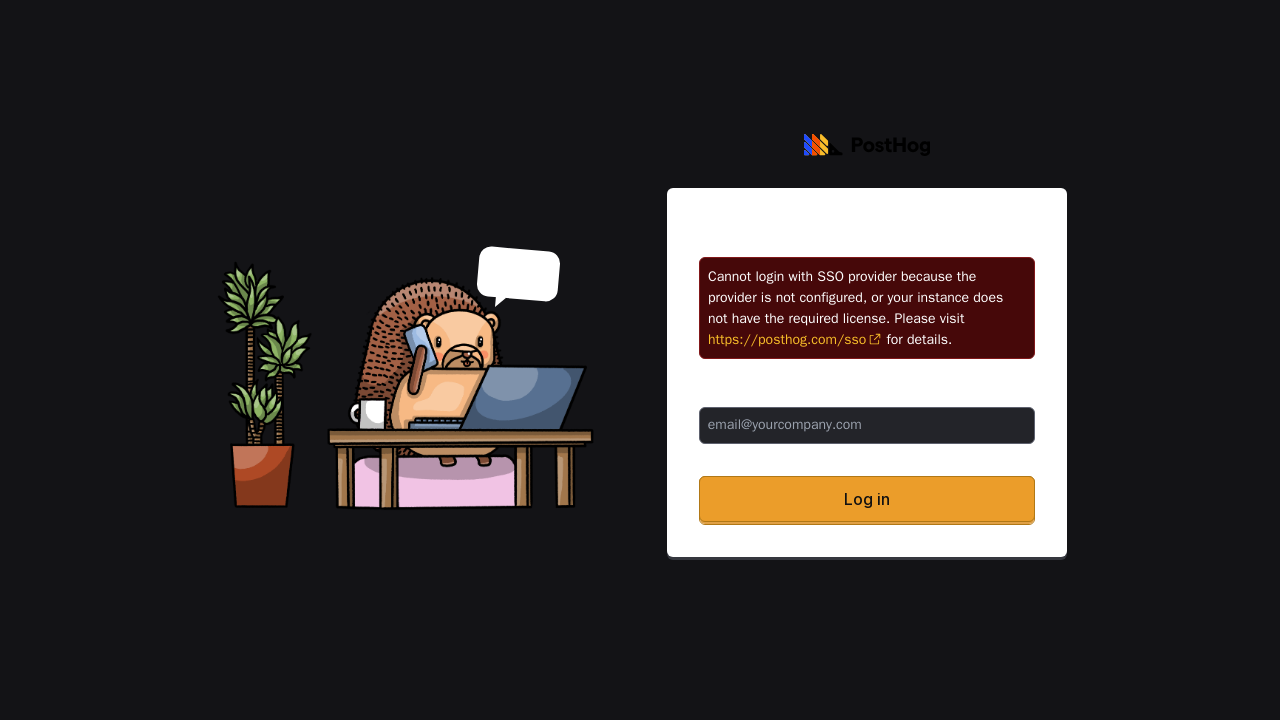 PostHog
Cannot login with SSO provider because the
provider is not configured, or your instance does
not have the required license. Please visit
https://posthog.com/sso for details.
email@yourcompany.com
Log in